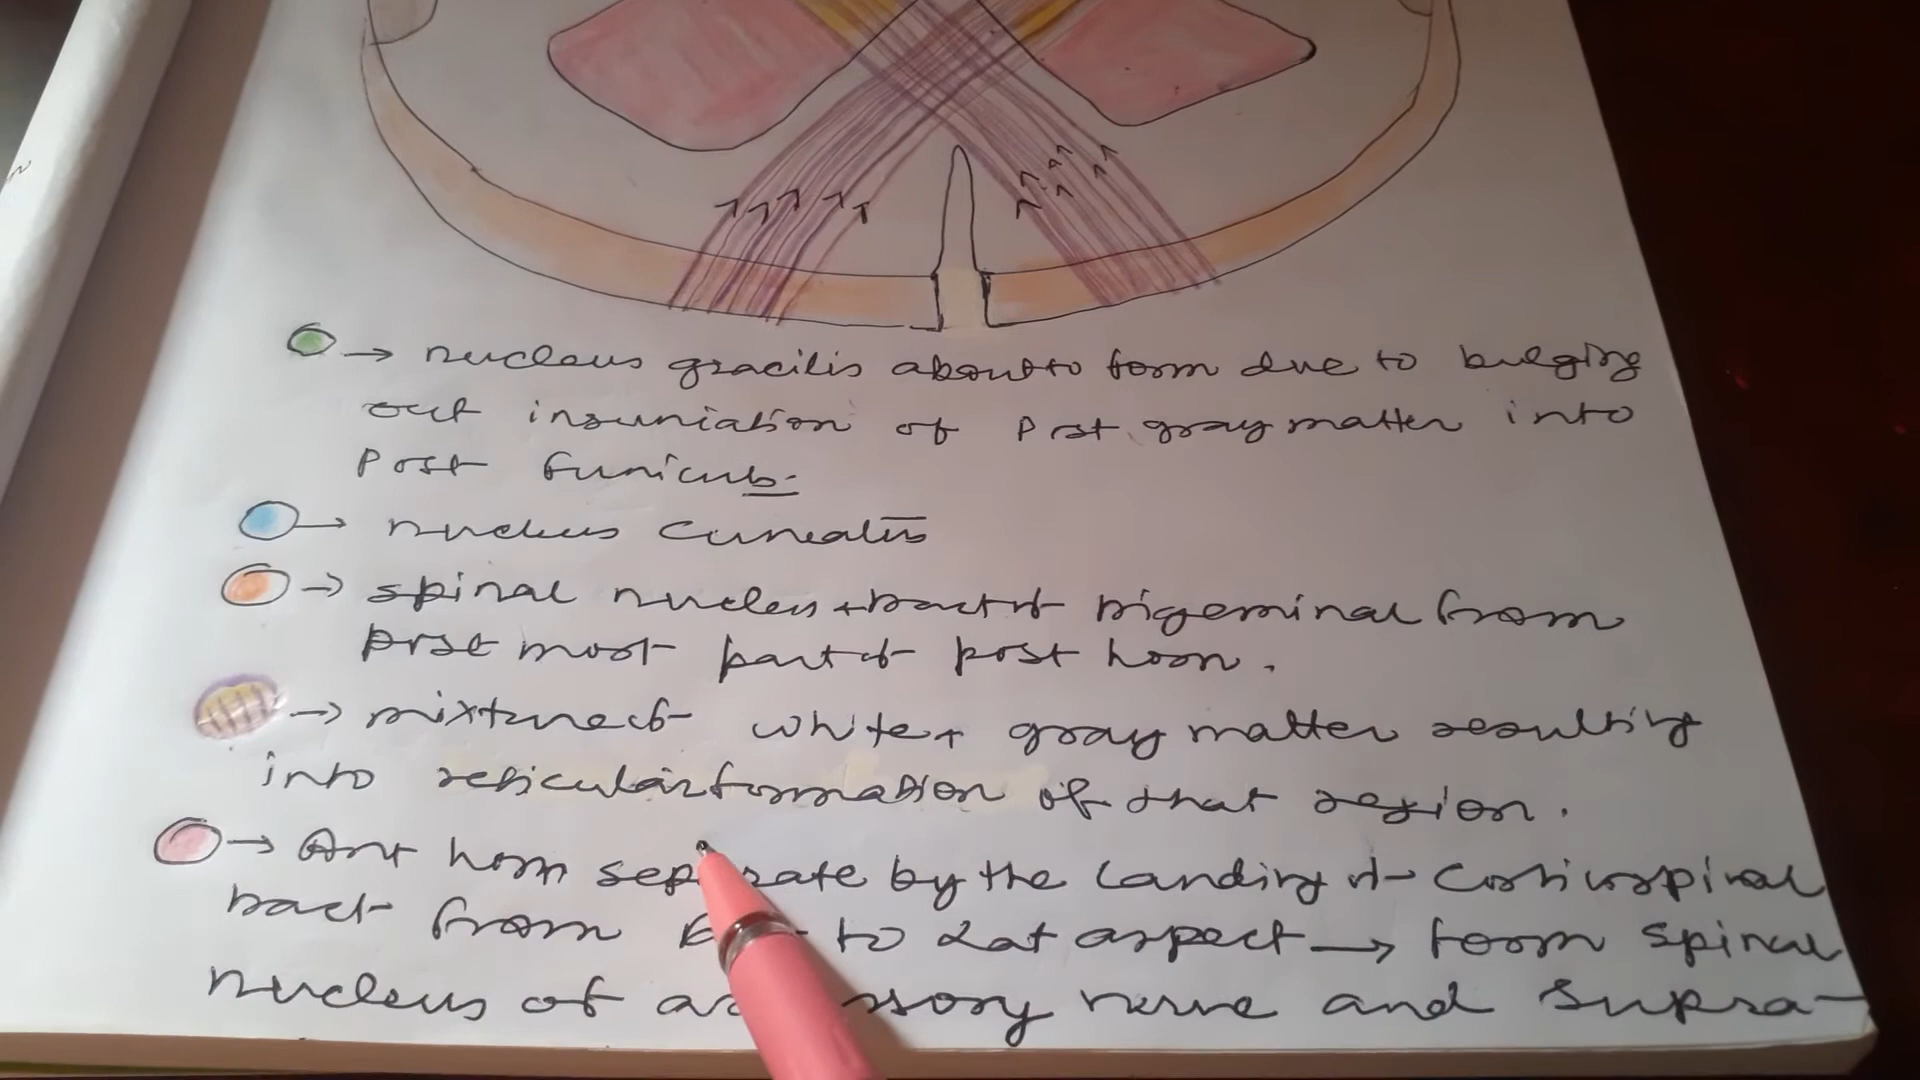 → nucleus gracilis about to form due to bulging
out insuniation of Post gray matter into
Post funiculs.
→ nucleus Cuneatus
→ spinal nucleus + tract of trigeminal from
post most part of post horn.
→ mixture of white + gray matter resulting
into reticular formation of that region.
→ Ant horn separate by the landing of corticospinal
tract from to Lat aspect → form spinal
nucleus of nerve and Supra-